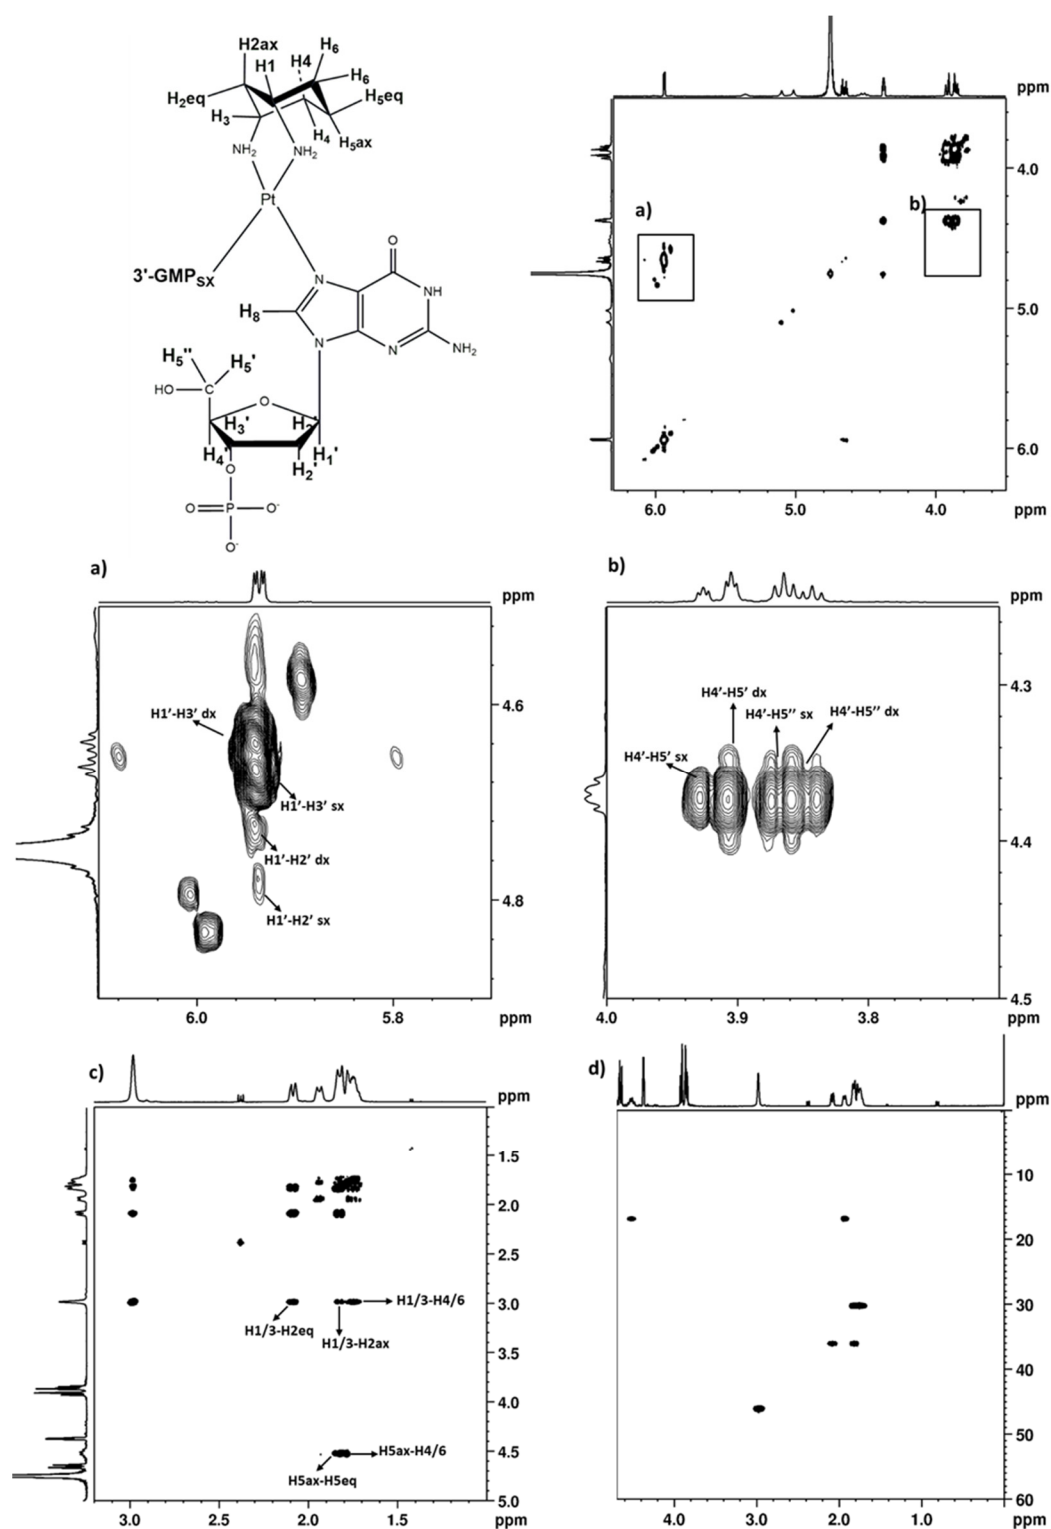 H2ax
H1
H4
H6
H6
H2eq
H5eq
H3
H4
H5ax
NH2
NH2
Pt
O
3'-GMPSX
N
NH
H8
N
N
NH2
H5''
H5'
HO
C
O
H3'
H2''
H4'
H2'
H1'
O
O
P
O-
O-
ppm
4.0
5.0
6.0
a)
b)
6.0
5.0
4.0
ppm
a)
ppm
H1'-H3' dx
H1'-H3' sx
H1'-H2' dx
H1'-H2' sx
4.6
4.8
6.0
5.8
ppm
b)
ppm
H4'-H5' dx
H4'-H5'' sx
H4'-H5'' dx
H4'-H5' sx
4.3
4.4
4.5
4.0
3.9
3.8
ppm
c)
ppm
1.5
2.0
2.5
3.0
3.5
4.0
4.5
5.0
H1/3-H4/6
H1/3-H2eq
H1/3-H2ax
H5ax-H4/6
H5ax-H5eq
3.0
2.0
1.0
ppm
d)
ppm
10
20
30
40
50
60
4.0
3.0
2.0
1.0
ppm